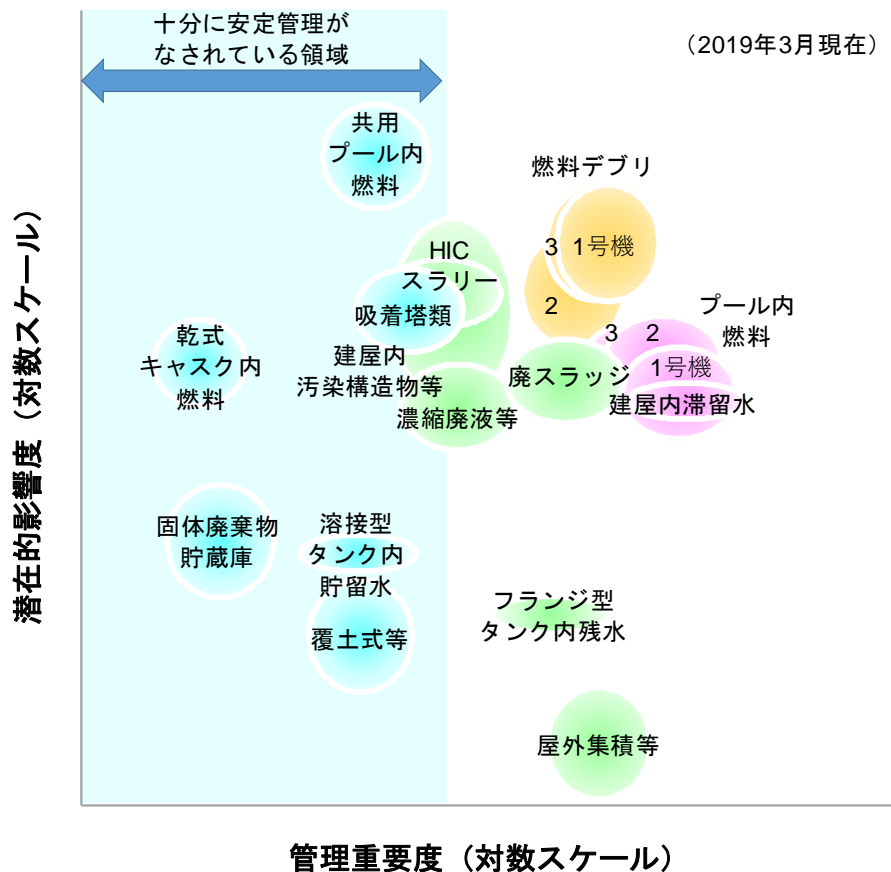 十分に安定管理が
なされている領域
（2019年3月現在）
共用
プール内
燃料
燃料デブリ
3
1号機
2
HIC
スラリー
吸着塔類
プール内
燃料
3
2
1号機
建屋内滞留水
乾式
キャスク内
燃料
建屋内
汚染構造物等
廃スラッジ
濃縮廃液等
固体廃棄物
貯蔵庫
溶接型
タンク内
貯留水
フランジ型
タンク内残水
覆土式等
屋外集積等
潜在的影響度（対数スケール）
管理重要度（対数スケール）